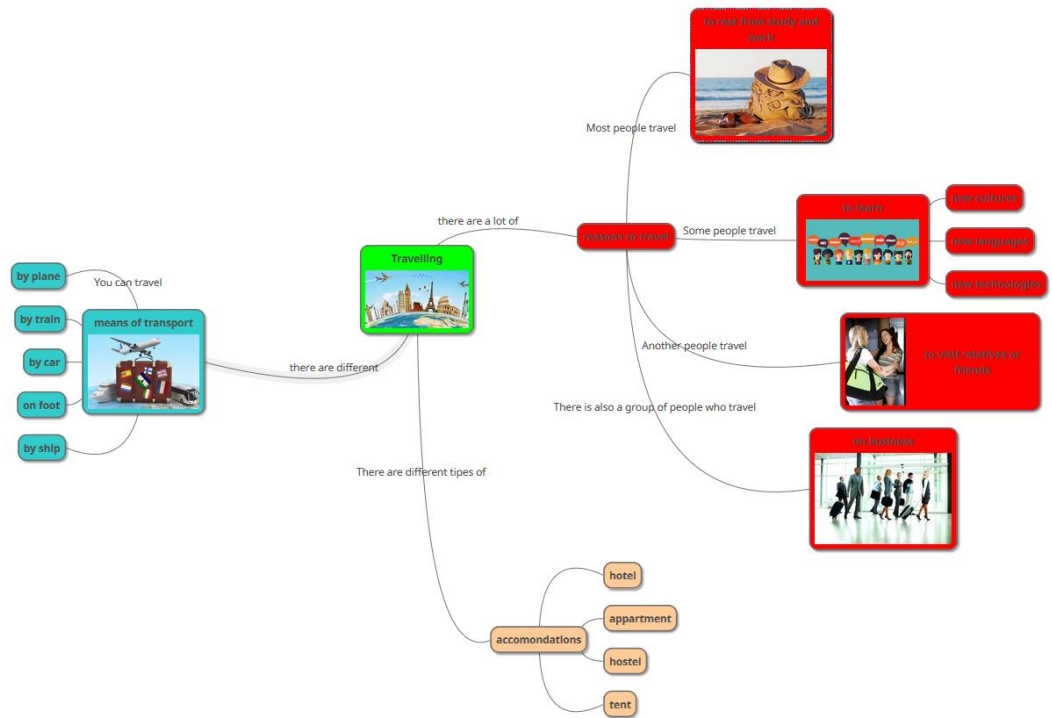 to rest from study and
work
Most people travel
there are a lot of
reasons to travel
Some people travel
to learn
new cultures
new languages
new technologies
Travelling
by plane
You can travel
by train
means of transport
by car
on foot
by ship
there are different
Another people travel
to visit relatives or
friends
There is also a group of people who travel
on business
There are different tipes of
accomondations
hotel
appartment
hostel
tent